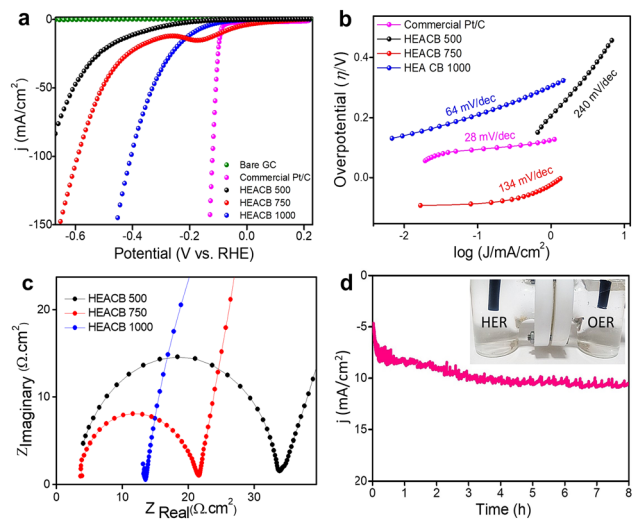 a
0
-50
-100
-150
j (mA/cm²)
-0.6 -0.4 -0.2 0.0 0.2
Potential (V vs. RHE)
Bare GC
Commercial Pt/C
HEACB 500
HEACB 750
HEACB 1000
b
Commercial Pt/C
HEACB 500
HEACB 750
HEA CB 1000
0.4
0.2
0.0
Overpotential (η/V)
64 mV/dec
28 mV/dec
240 mV/dec
134 mV/dec
-2 -1 0 1
log (J/mA/cm²)
c
HEACB 500
HEACB 750
HEACB 1000
20
10
0
ZImaginary (Ω.cm²)
0 10 20 30
Z Real(Ω.cm²)
d
0
-5
10
15
20
j (mA/cm²)
HER
OER
0 1 2 3 4 5 6 7 8
Time (h)